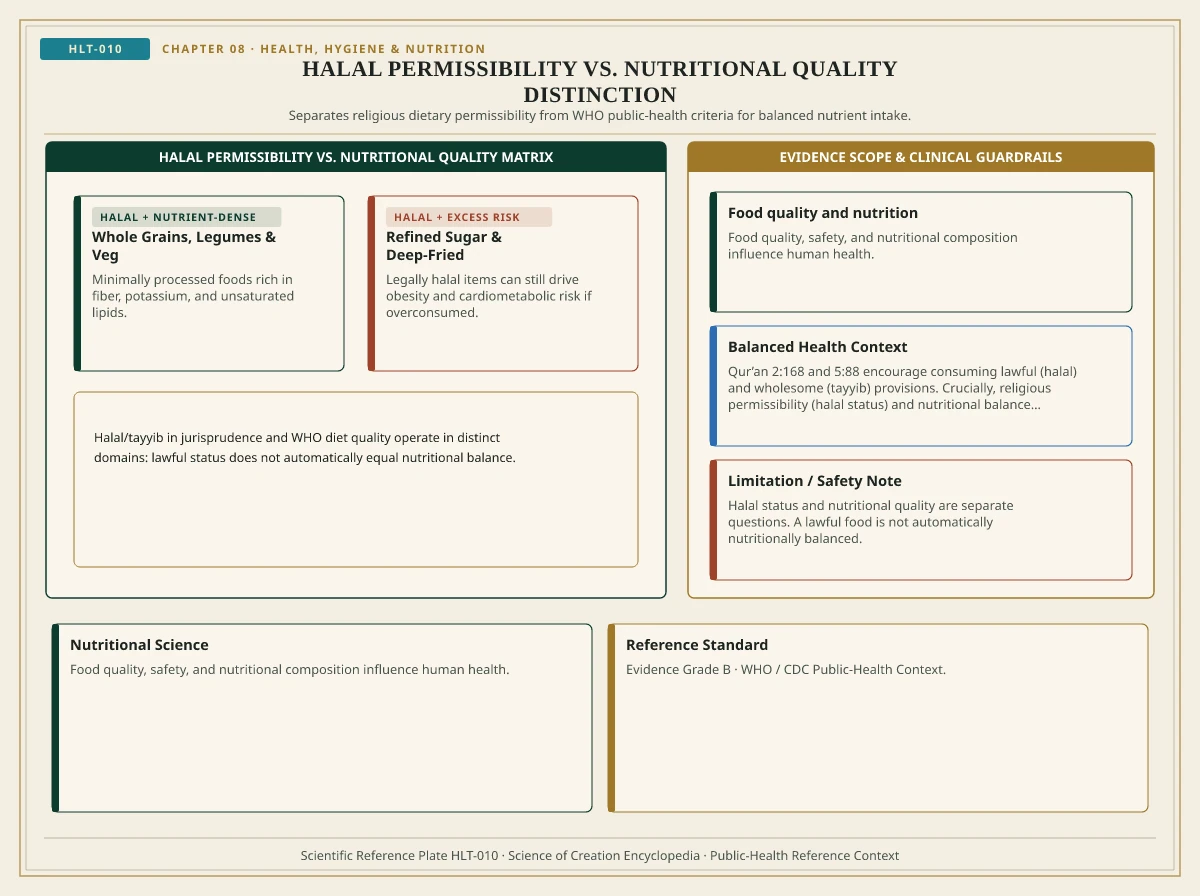 HLT-010
CHAPTER 08 · HEALTH, HYGIENE & NUTRITION
HALAL PERMISSIBILITY VS. NUTRITIONAL QUALITY
DISTINCTION
Separates religious dietary permissibility from WHO public-health criteria for balanced nutrient intake.
HALAL PERMISSIBILITY VS. NUTRITIONAL QUALITY MATRIX
HALAL + NUTRIENT-DENSE
Whole Grains, Legumes &
Veg
Minimally processed foods rich in
fiber, potassium, and unsaturated
lipids.
HALAL + EXCESS RISK
Refined Sugar &
Deep-Fried
Legally halal items can still drive
obesity and cardiometabolic risk if
overconsumed.
Halal/tayyib in jurisprudence and WHO diet quality operate in distinct
domains: lawful status does not automatically equal nutritional balance.
EVIDENCE SCOPE & CLINICAL GUARDRAILS
Food quality and nutrition
Food quality, safety, and nutritional composition
influence human health.
Balanced Health Context
Qur’an 2:168 and 5:88 encourage consuming lawful (halal)
and wholesome (tayyib) provisions. Crucially, religious
permissibility (halal status) and nutritional balance…
Limitation / Safety Note
Halal status and nutritional quality are separate
questions. A lawful food is not automatically
nutritionally balanced.
Nutritional Science
Food quality, safety, and nutritional composition influence human health.
Reference Standard
Evidence Grade B · WHO / CDC Public-Health Context.
Scientific Reference Plate HLT-010 · Science of Creation Encyclopedia · Public-Health Reference Context